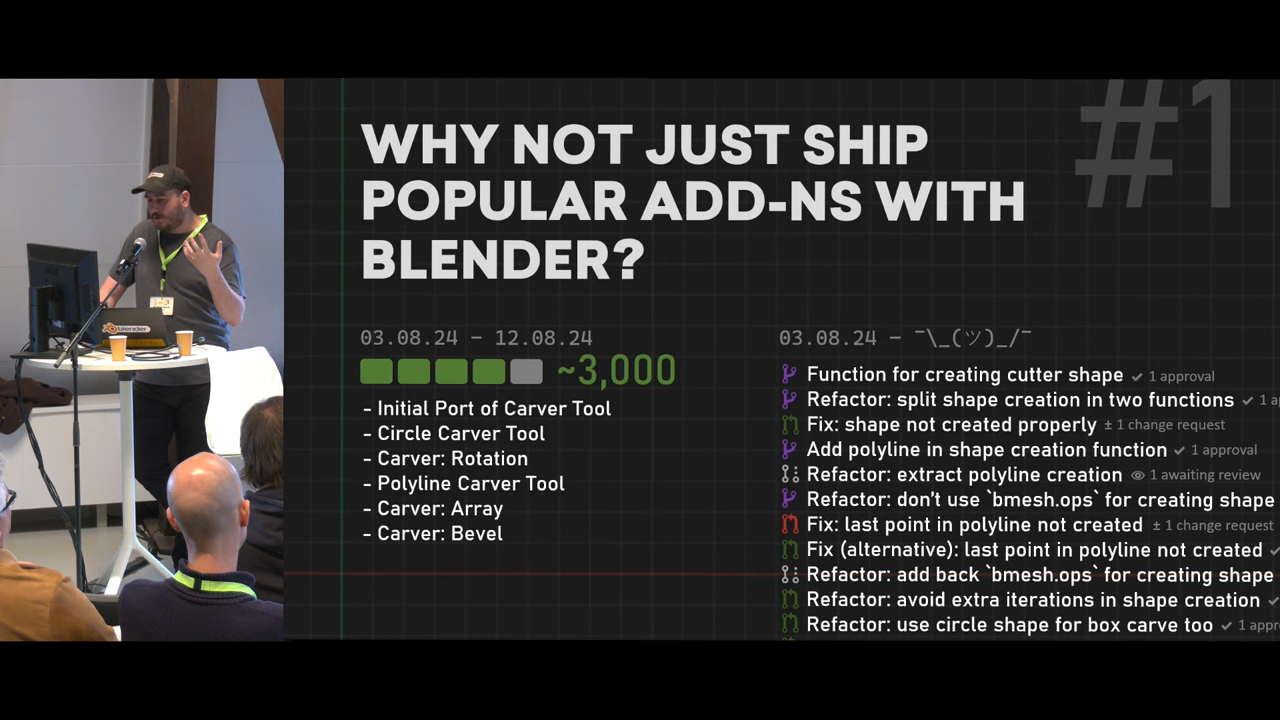 #1
WHY NOT JUST SHIP
POPULAR ADD-NS WITH
BLENDER?
03.08.24 – 12.08.24
~3,000
- Initial Port of Carver Tool
- Circle Carver Tool
- Carver: Rotation
- Polyline Carver Tool
- Carver: Array
- Carver: Bevel
03.08.24 – ¯\_(ツ)_/¯
Function for creating cutter shape ✓ 1 approval
Refactor: split shape creation in two functions ✓ 1 ap
Fix: shape not created properly ± 1 change request
Add polyline in shape creation function ✓ 1 approval
Refactor: extract polyline creation 1 awaiting review
Refactor: don't use `bmesh.ops` for creating shape
Fix: last point in polyline not created ± 1 change request
Fix (alternative): last point in polyline not created ✓
Refactor: add back `bmesh.ops` for creating shape
Refactor: avoid extra iterations in shape creation ✓
Refactor: use circle shape for box carve too ✓ 1 appro
blender